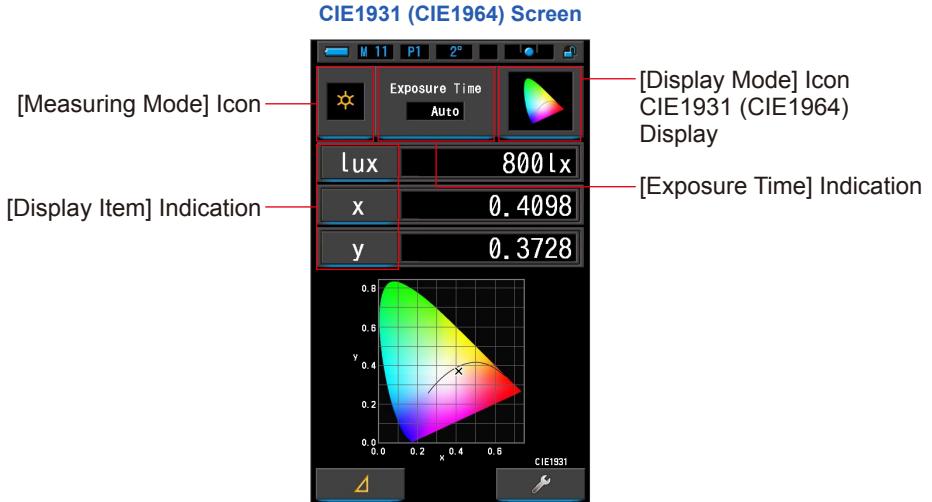 CIE1931 (CIE1964) Screen
M 11 P1 2°
[Measuring Mode] Icon
Exposure Time
Auto
[Display Mode] Icon
CIE1931 (CIE1964)
Display
lux 800lx
[Exposure Time] Indication
[Display Item] Indication
x 0.4098
y 0.3728
0.8
0.6
y
0.4
0.2
0.0
0.0 0.2 x 0.4 0.6
CIE1931